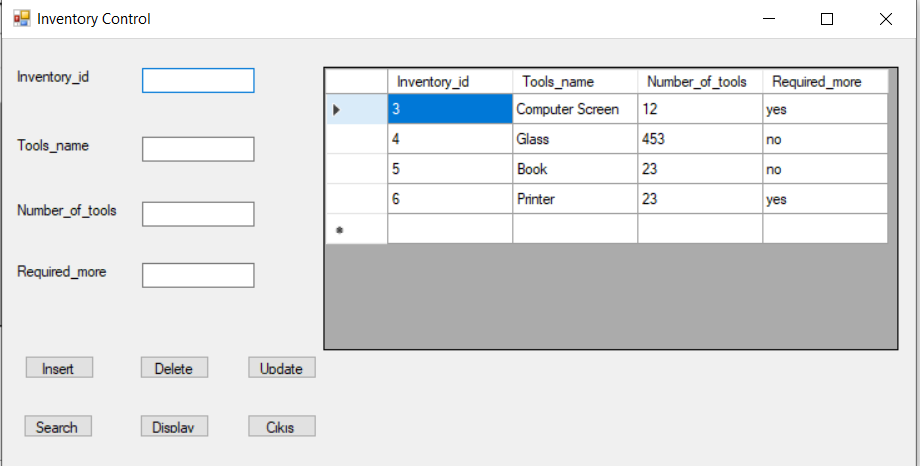 Inventory Control
Inventory_id
Tools_name
Number_of_tools
Required_more
Inventory_id Tools_name Number_of_tools Required_more
3 Computer Screen 12 yes
4 Glass 453 no
5 Book 23 no
6 Printer 23 yes
Insert Delete Update
Search Display Cikis